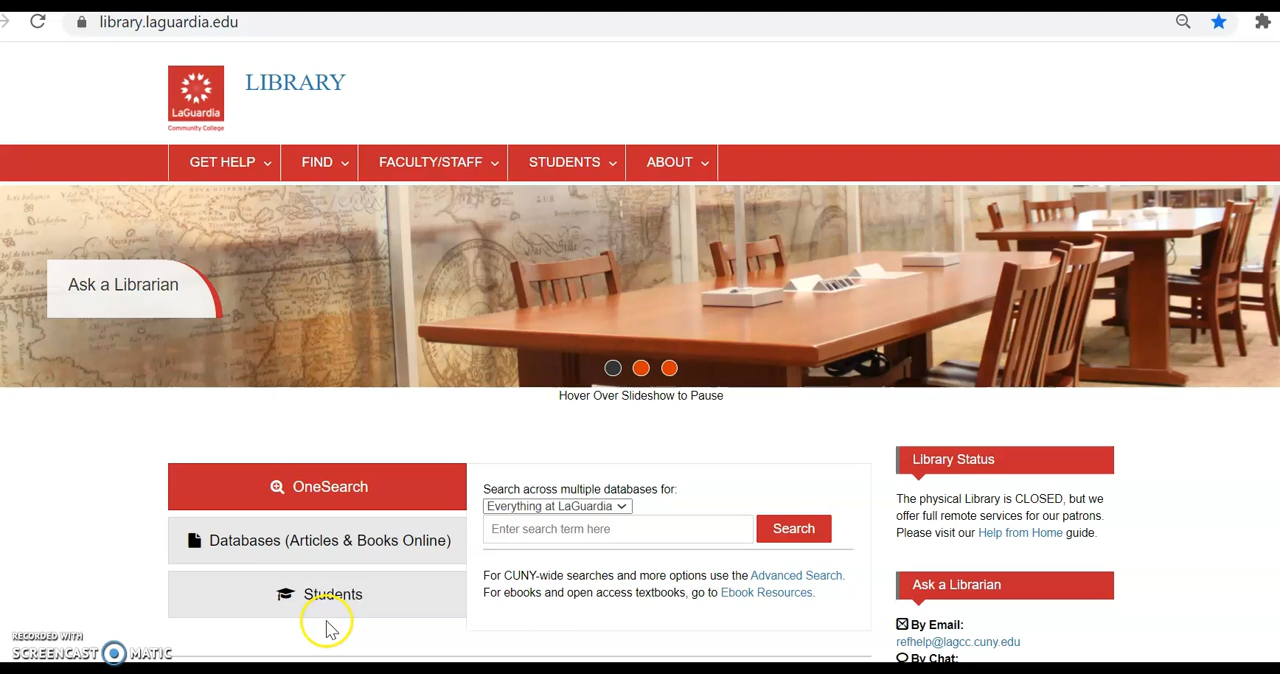 library.laguardia.edu
LaGuardia
Community College
LIBRARY
GET HELP
FIND
FACULTY/STAFF
STUDENTS
ABOUT
Ask a Librarian
Hover Over Slideshow to Pause
OneSearch
Databases (Articles & Books Online)
Students
Search across multiple databases for:
Everything at LaGuardia
Enter search term here
Search
For CUNY-wide searches and more options use the Advanced Search.
For ebooks and open access textbooks, go to Ebook Resources.
Library Status
The physical Library is CLOSED, but we
offer full remote services for our patrons.
Please visit our Help from Home guide.
Ask a Librarian
By Email:
refhelp@lagcc.cuny.edu
By Chat:
RECORDED WITH
SCREENCAST MATIC